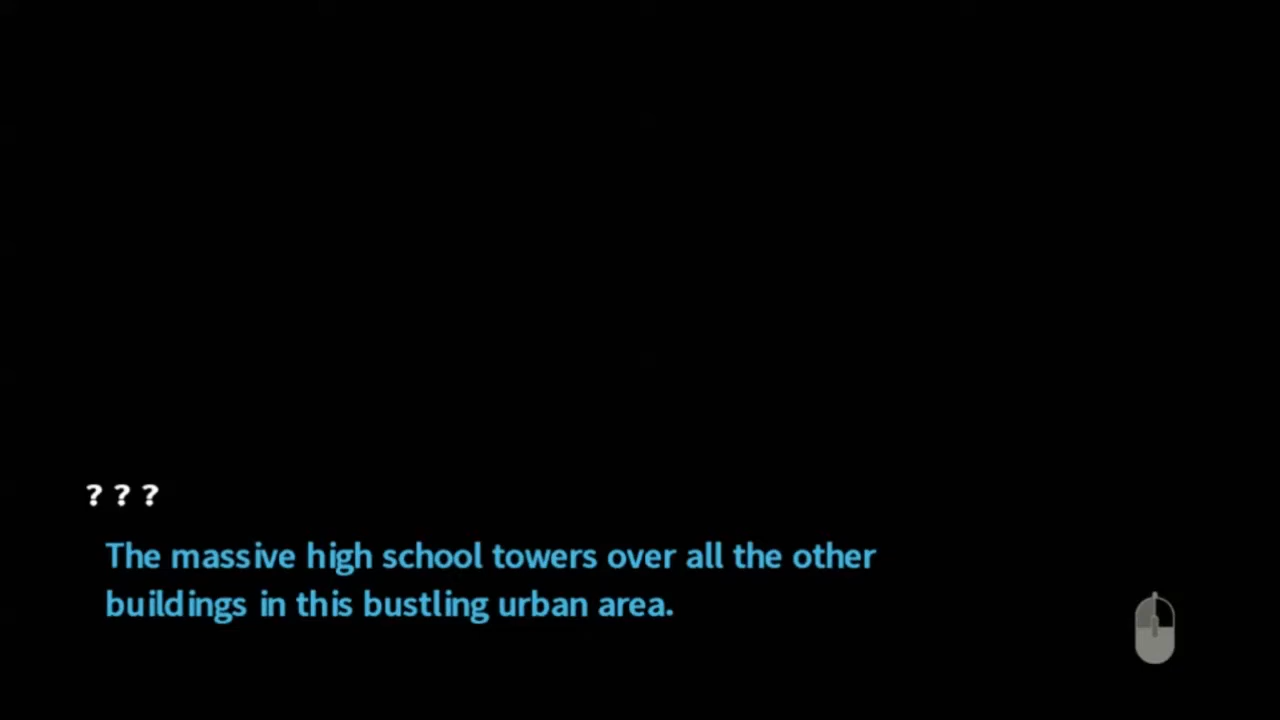 ? ? ?
The massive high school towers over all the other
buildings in this bustling urban area.